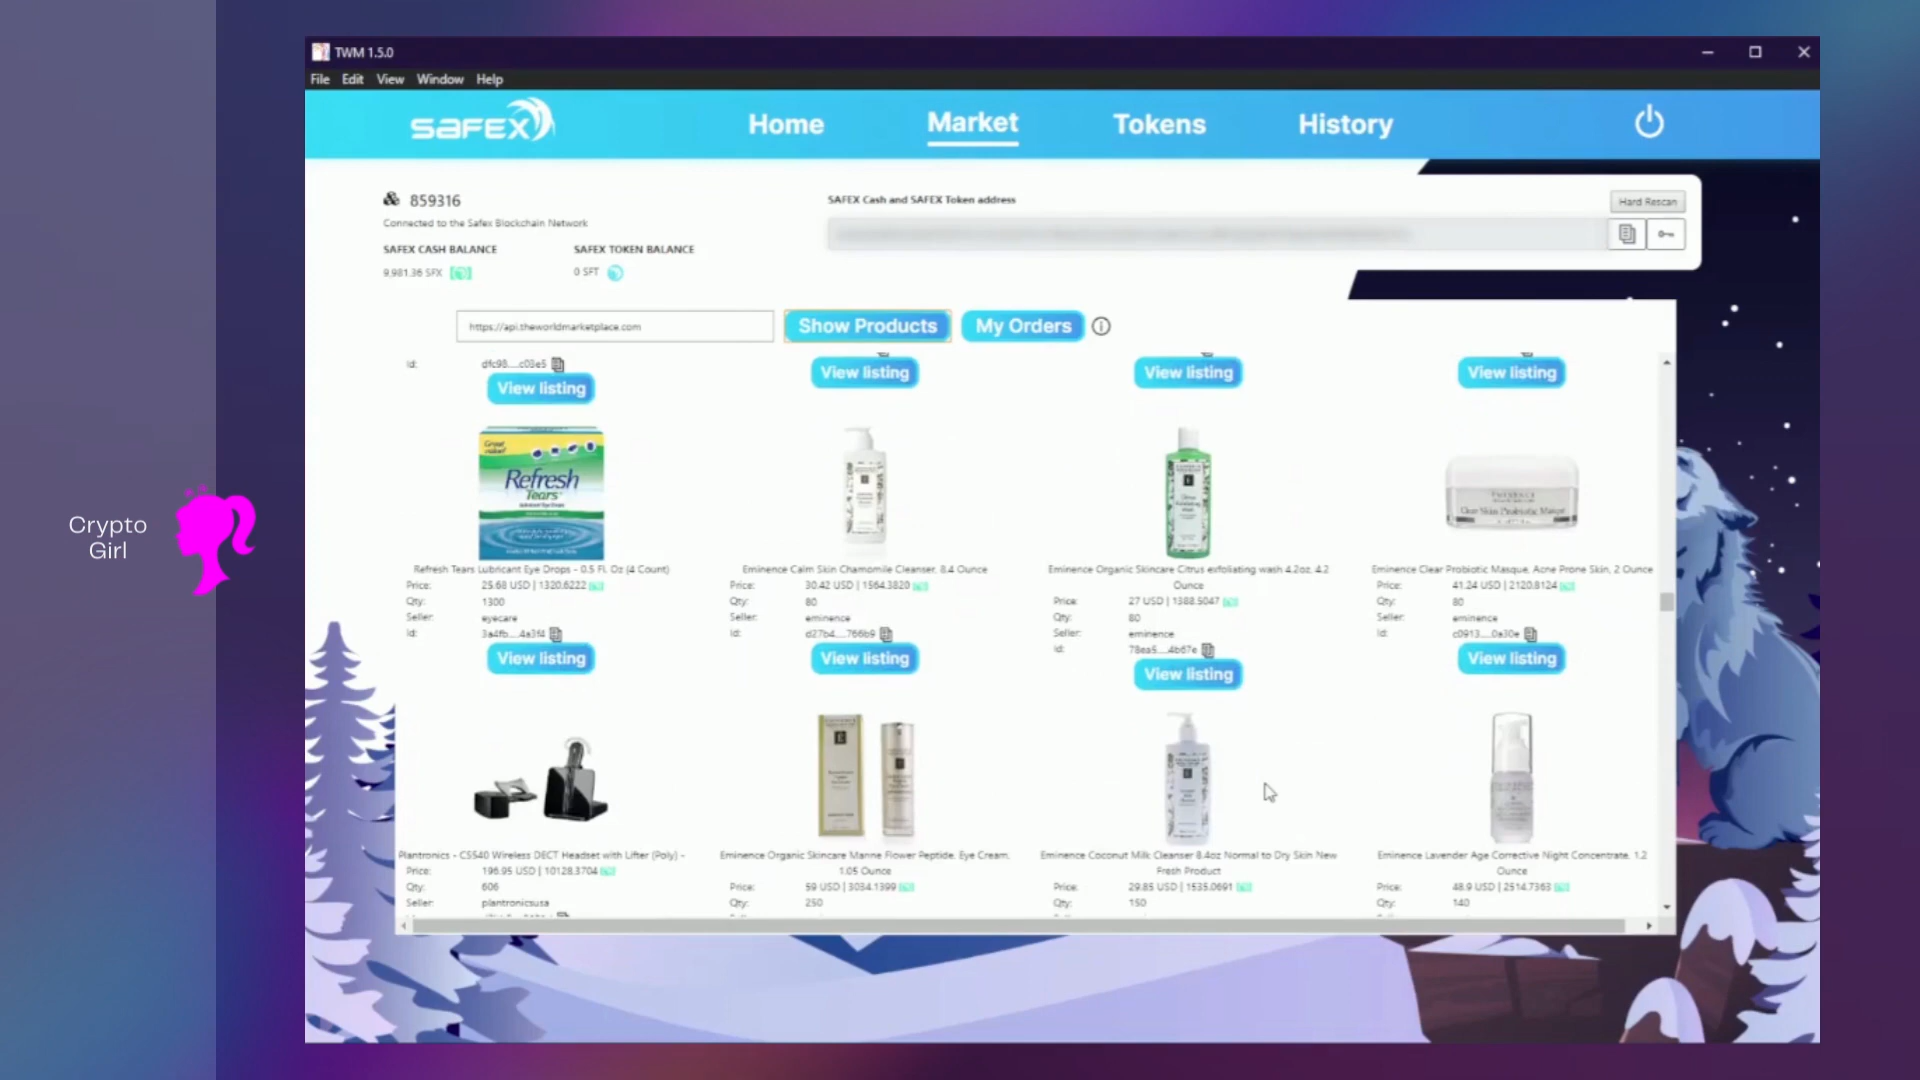 TWM 1.5.0
File Edit View Window Help
SAFEX
Home Market Tokens History
859316
Connected to the Safex Blockchain Network
SAFEX CASH BALANCE SAFEX TOKEN BALANCE
9,981.36 SFX 0 SFT
SAFEX Cash and SAFEX Token address
Hard Rescan
https://api.theworldmarketplace.com Show Products My Orders
Id: dfc98....c03e5
View listing View listing View listing View listing
Great value!
Refresh
Tears
Clear Skin Probiotic Masque
Refresh Tears Lubricant Eye Drops - 0.5 Fl. Oz (4 Count)
Price: 25.68 USD | 1320.6222
Qty: 1300
Seller: eyecare
Id: 3a4fb....4a3f4
View listing
Eminence Calm Skin Chamomile Cleanser, 8.4 Ounce
Price: 30.42 USD | 1564.3820
Qty: 80
Seller: eminence
Id: d27b4....766b9
View listing
Eminence Organic Skincare Citrus exfoliating wash 4.2oz, 4.2
Ounce
Price: 27 USD | 1388.5047
Qty: 80
Seller: eminence
Id: 78ea5....4b67e
View listing
Eminence Clear Probiotic Masque, Acne Prone Skin, 2 Ounce
Price: 41.24 USD | 2120.8124
Qty: 80
Seller: eminence
Id: c0913....0a30e
View listing
Plantronics - CS540 Wireless DECT Headset with Lifter (Poly) -
Price: 196.95 USD | 10128.3704
Qty: 606
Seller: plantronicsusa
Eminence Organic Skincare Marine Flower Peptide, Eye Cream,
1.05 Ounce
Price: 59 USD | 3034.1399
Qty: 250
Eminence Coconut Milk Cleanser 8.4oz Normal to Dry Skin New
Fresh Product
Price: 29.85 USD | 1535.0691
Qty: 150
Eminence Lavender Age Corrective Night Concentrate, 1.2
Ounce
Price: 48.9 USD | 2514.7363
Qty: 140
Crypto
Girl